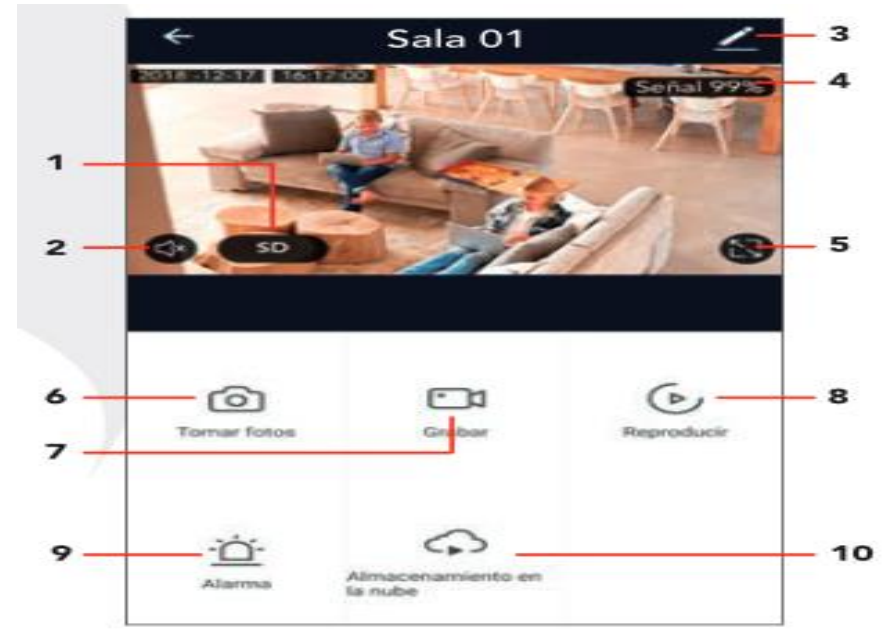 Sala 01
3
2018-12-17 16:17:00
Señal 99%
4
1
2
SD
5
6
Tomar fotos
Grabar
Reproducir
8
7
9
Alarma
Almacenamiento en
la nube
10